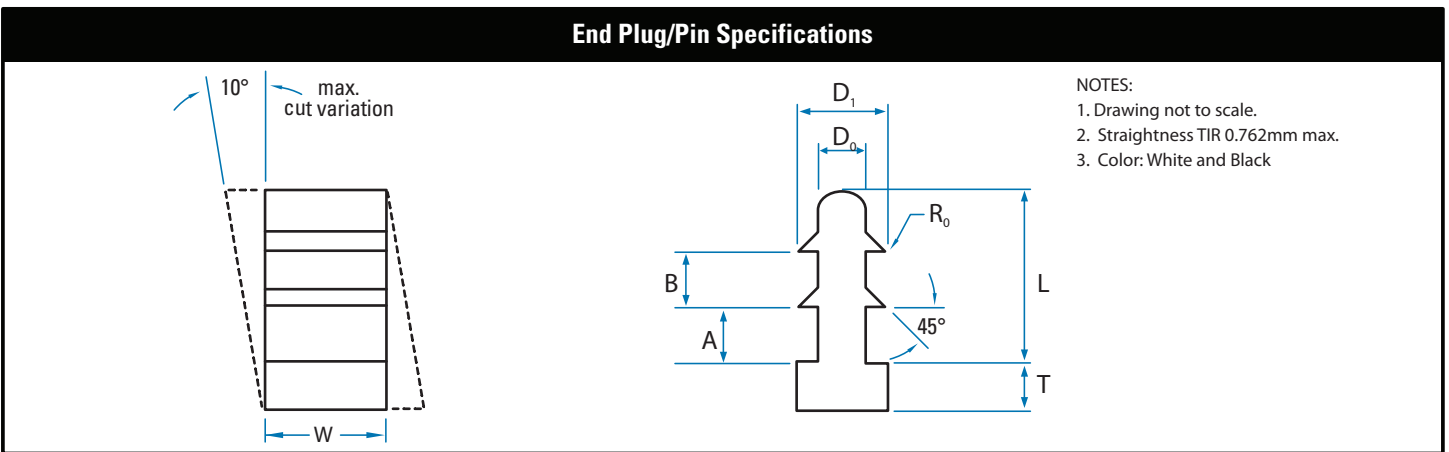 End Plug/Pin Specifications
10°
max.
cut variation
W
D₁
D₀
R₀
B
A
45°
L
T
NOTES:
1. Drawing not to scale.
2. Straightness TIR 0.762mm max.
3. Color: White and Black